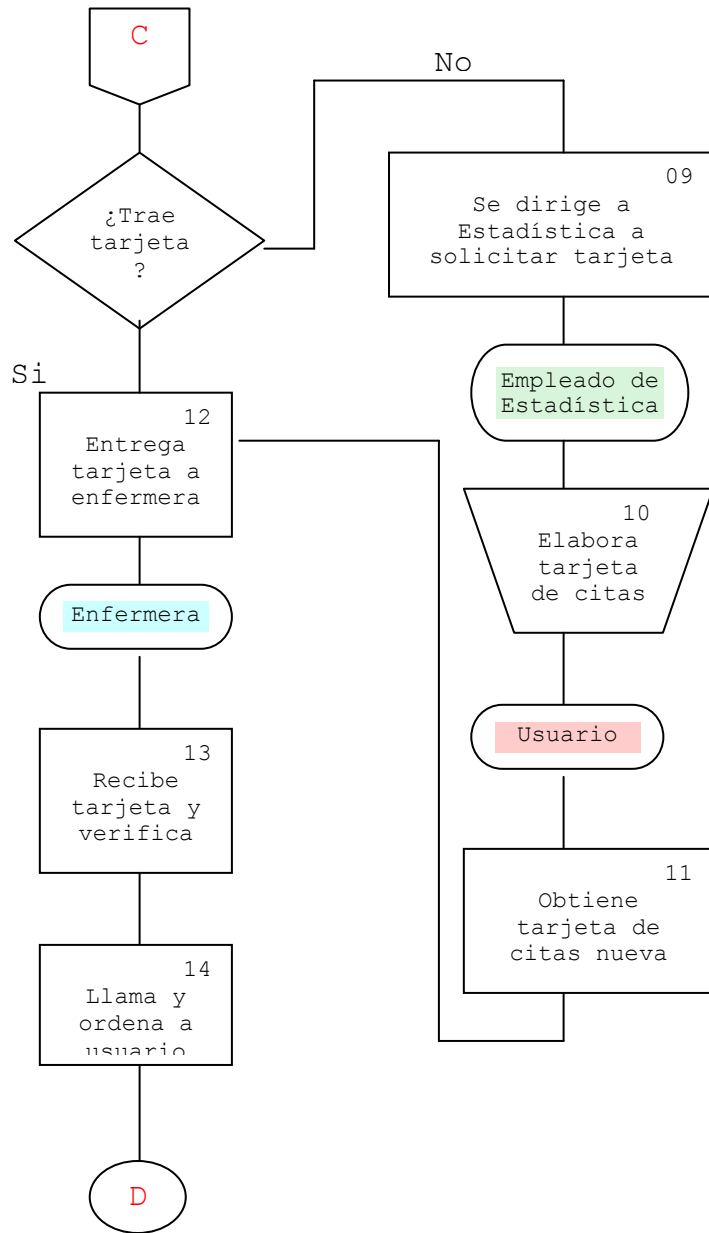 C
No
¿Trae
tarjeta
?
09
Se dirige a
Estadística a
solicitar tarjeta
Si
Empleado de
Estadística
12
Entrega
tarjeta a
enfermera
10
Elabora
tarjeta
de citas
Enfermera
Usuario
13
Recibe
tarjeta y
verifica
11
Obtiene
tarjeta de
citas nueva
14
Llama y
ordena a
usuario
D